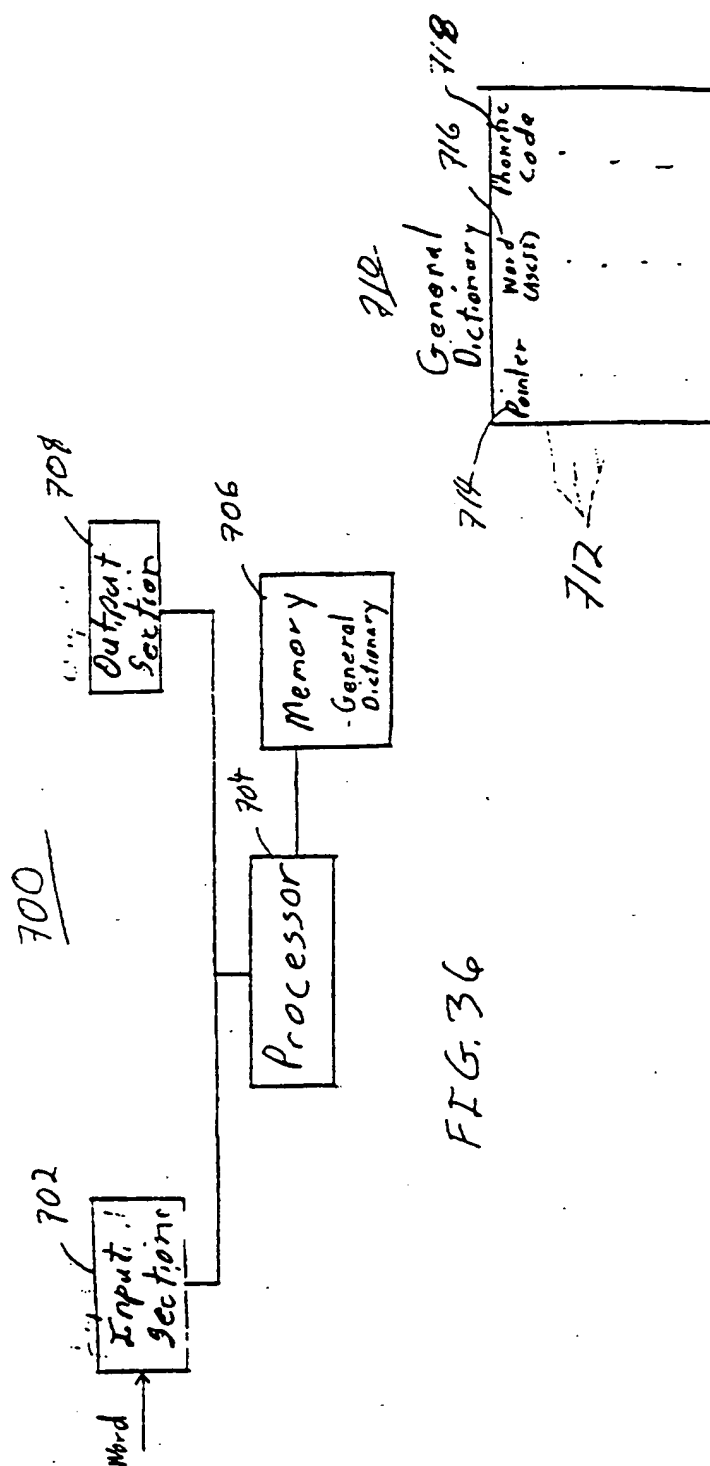 700
702
Input
Section
Word
708
Output
Section
704
Processor
706
Memory
-General
Dictionary
FIG. 36
710
General
Dictionary
714
716
718
Pointer
Word
(ASCII)
Phonetic
Code
712